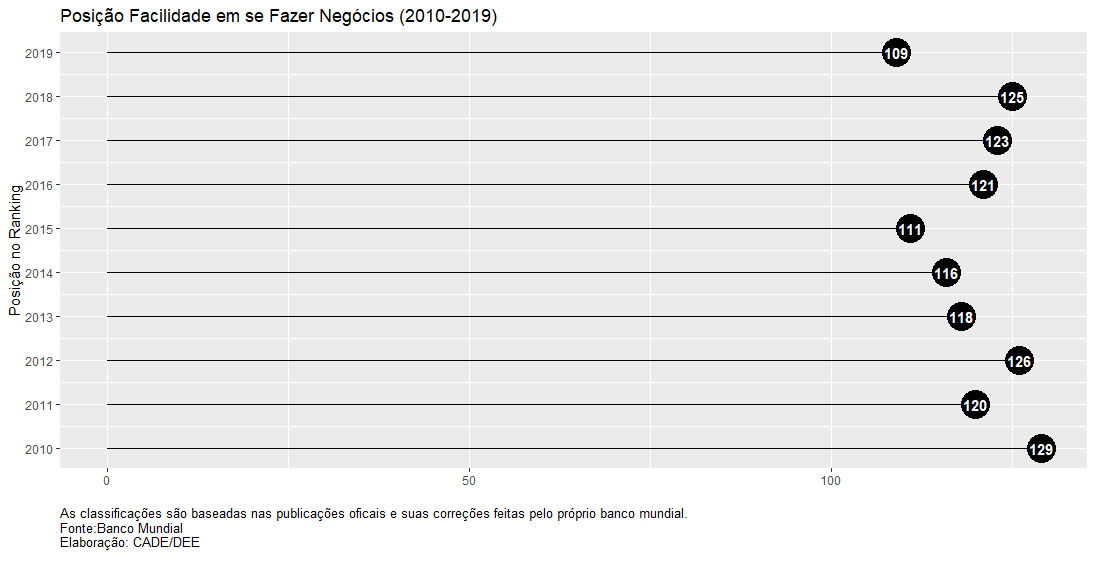 Posição Facilidade em se Fazer Negócios (2010-2019)
Posição no Ranking
2019 109
2018 125
2017 123
2016 121
2015 111
2014 116
2013 118
2012 126
2011 120
2010 129
0 50 100
As classificações são baseadas nas publicações oficais e suas correções feitas pelo próprio banco mundial.
Fonte:Banco Mundial
Elaboração: CADE/DEE